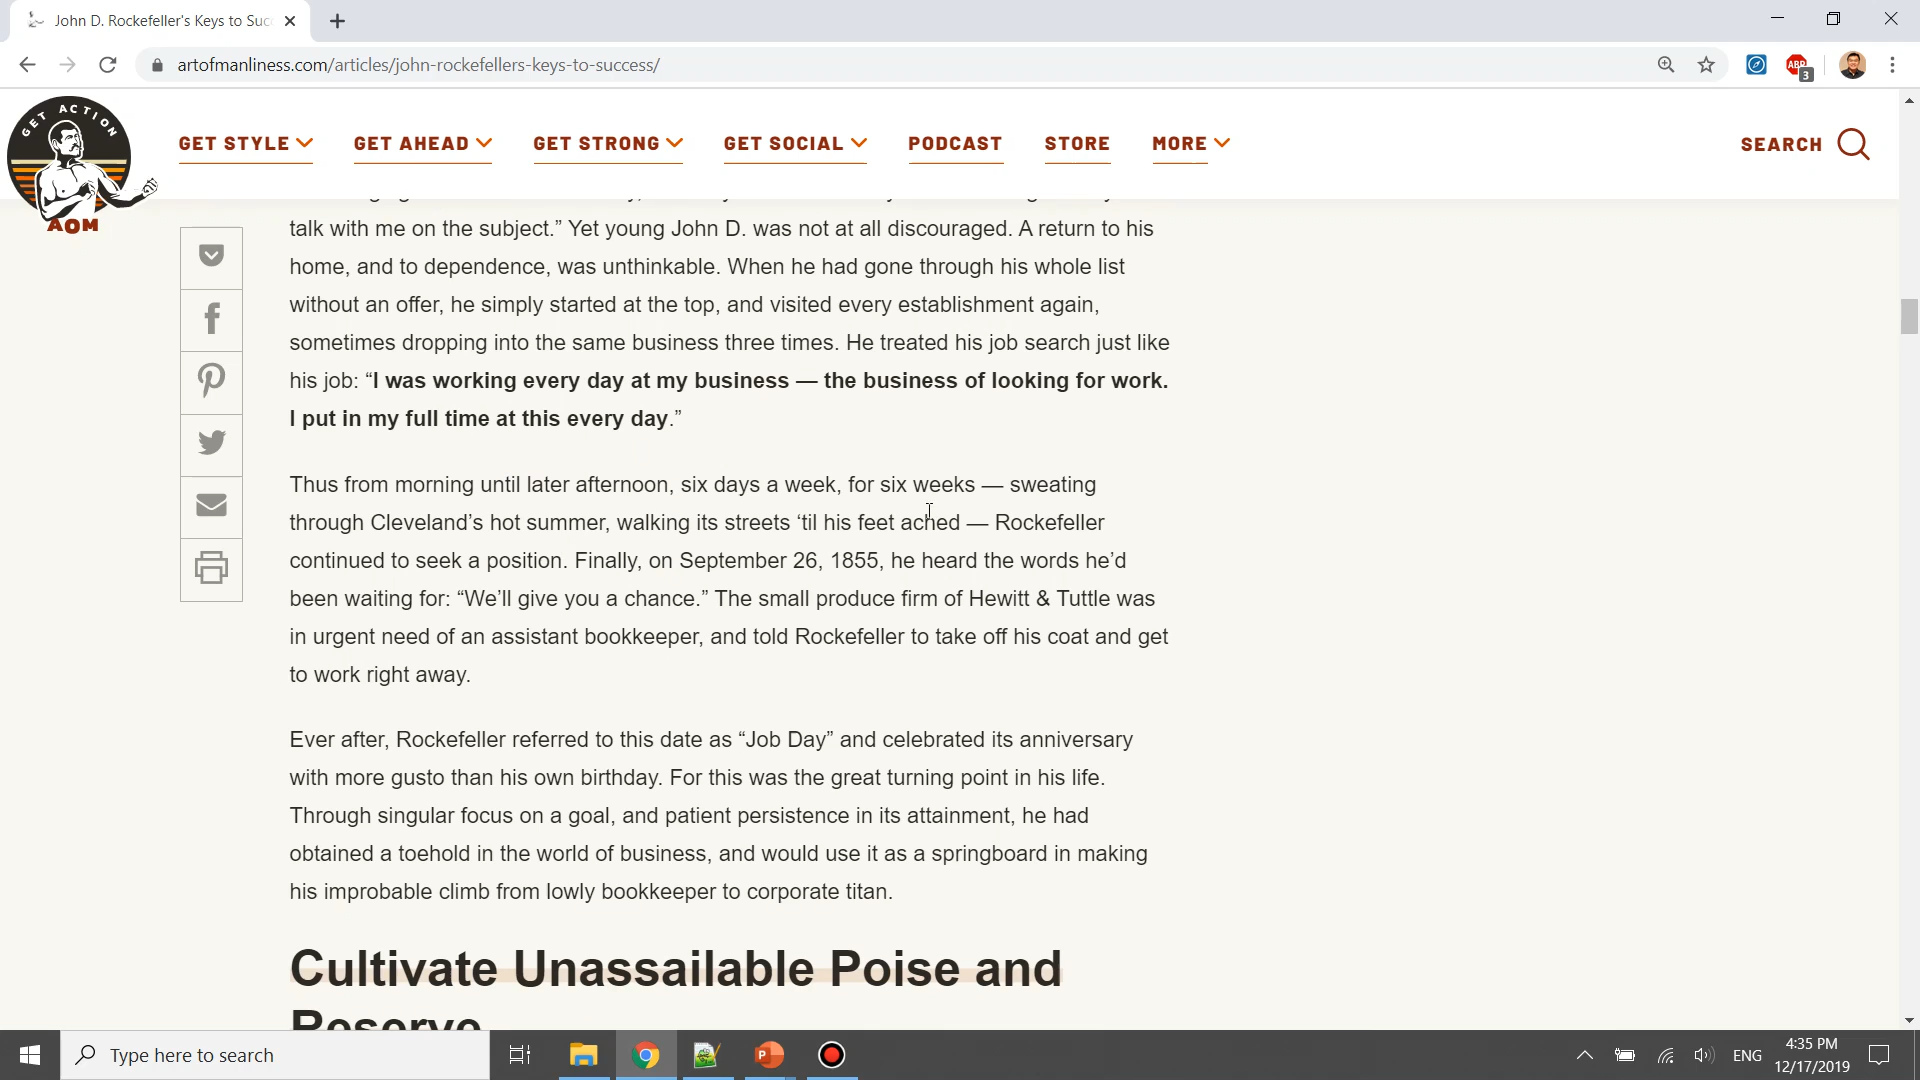 John D. Rockefeller's Keys to Suc
artofmanliness.com/articles/john-rockefellers-keys-to-success/
ABP
3
GET ACTION
AOM
GET STYLE
GET AHEAD
GET STRONG
GET SOCIAL
PODCAST
STORE
MORE
SEARCH
talk with me on the subject.” Yet young John D. was not at all discouraged. A return to his
home, and to dependence, was unthinkable. When he had gone through his whole list
without an offer, he simply started at the top, and visited every establishment again,
sometimes dropping into the same business three times. He treated his job search just like
his job: “I was working every day at my business — the business of looking for work.
I put in my full time at this every day.”
Thus from morning until later afternoon, six days a week, for six weeks — sweating
through Cleveland’s hot summer, walking its streets ‘til his feet ached — Rockefeller
continued to seek a position. Finally, on September 26, 1855, he heard the words he’d
been waiting for: “We’ll give you a chance.” The small produce firm of Hewitt & Tuttle was
in urgent need of an assistant bookkeeper, and told Rockefeller to take off his coat and get
to work right away.
Ever after, Rockefeller referred to this date as “Job Day” and celebrated its anniversary
with more gusto than his own birthday. For this was the great turning point in his life.
Through singular focus on a goal, and patient persistence in its attainment, he had
obtained a toehold in the world of business, and would use it as a springboard in making
his improbable climb from lowly bookkeeper to corporate titan.
Cultivate Unassailable Poise and
Reserve
Type here to search
ENG
4:35 PM
12/17/2019